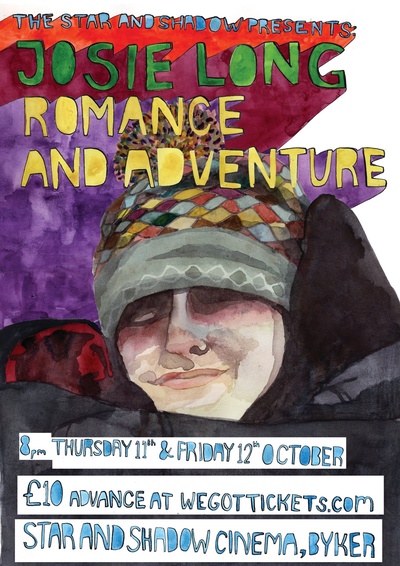 THE STAR AND SHADOW PRESENTS:
JOSIE LONG
ROMANCE
AND ADVENTURE
8pm THURSDAY 11th & FRIDAY 12th OCTOBER
£10 ADVANCE AT WEGOTTICKETS.COM
STAR AND SHADOW CINEMA, BYKER